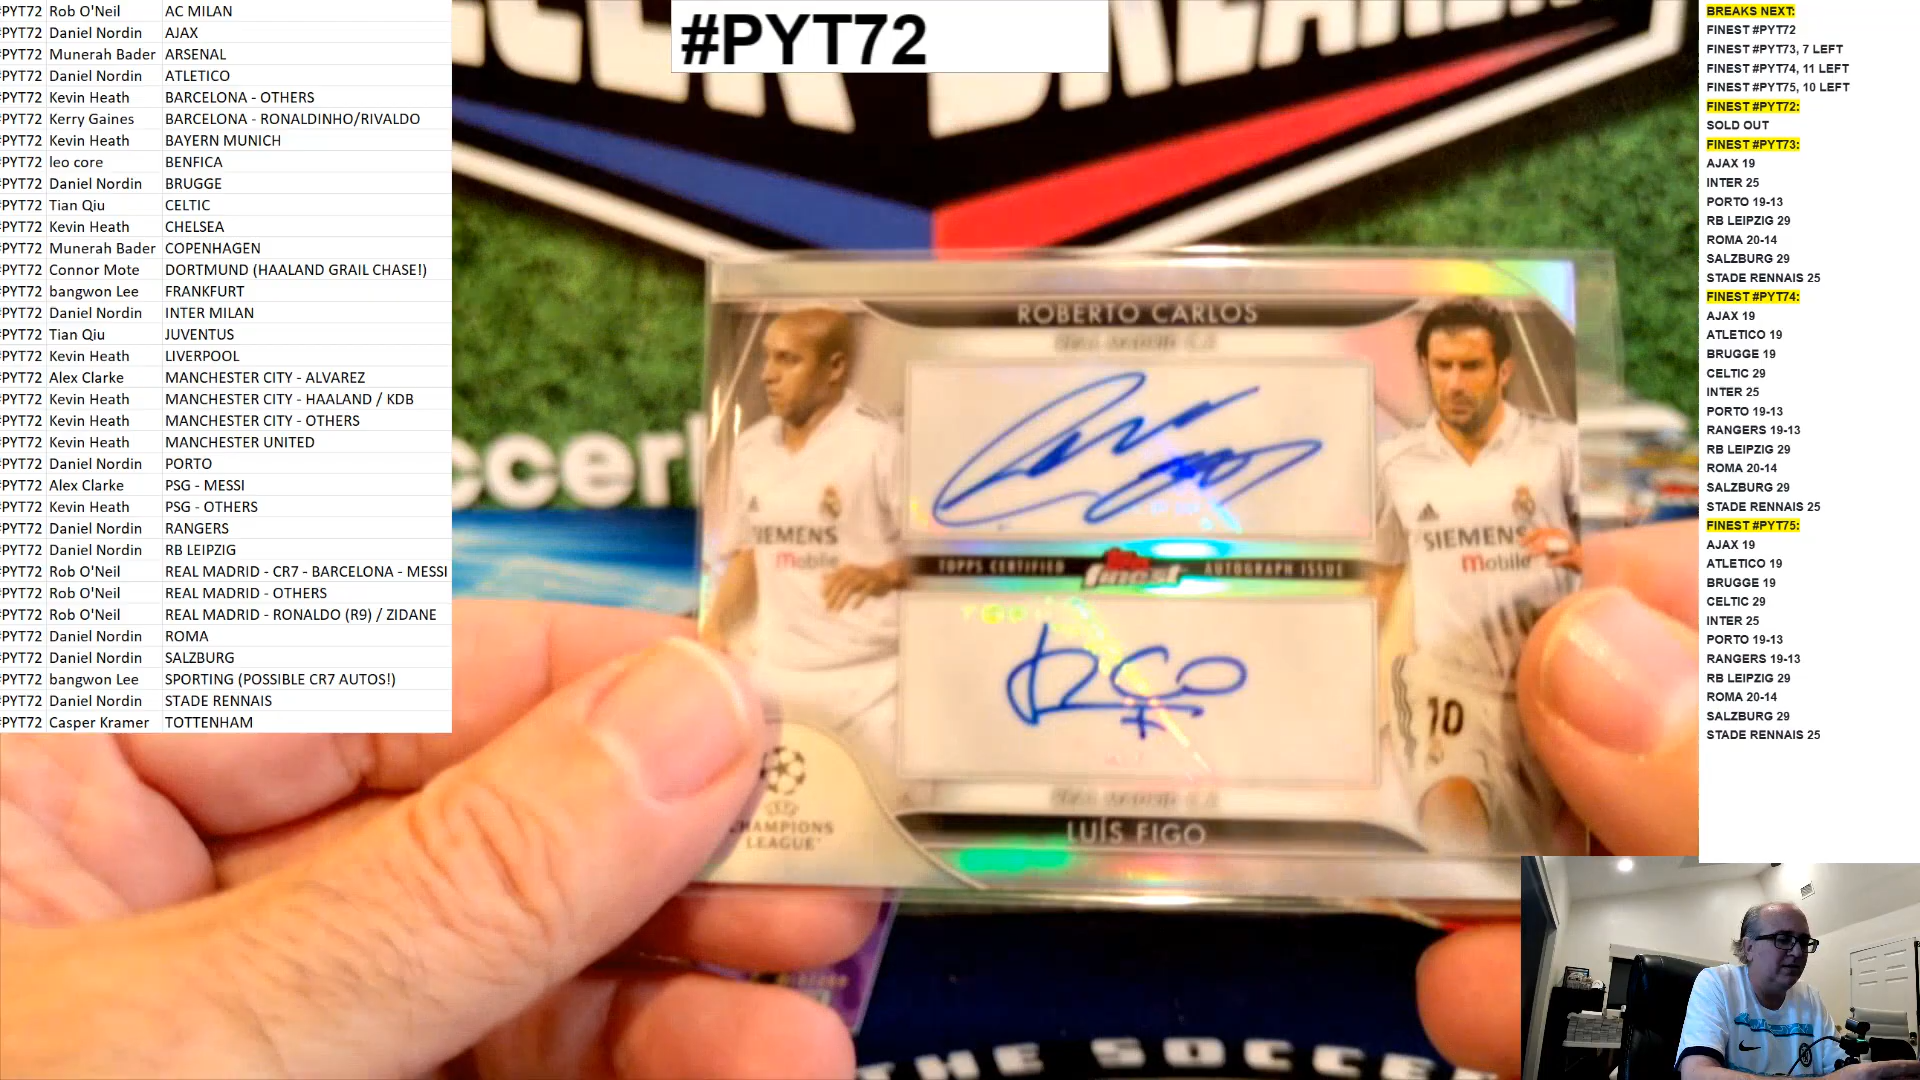 #PYT72
#PYT72 Rob O'Neil AC MILAN
#PYT72 Daniel Nordin AJAX
#PYT72 Munerah Bader ARSENAL
#PYT72 Daniel Nordin ATLETICO
#PYT72 Kevin Heath BARCELONA - OTHERS
#PYT72 Kerry Gaines BARCELONA - RONALDINHO/RIVALDO
#PYT72 Kevin Heath BAYERN MUNICH
#PYT72 leo core BENFICA
#PYT72 Daniel Nordin BRUGGE
#PYT72 Tian Qiu CELTIC
#PYT72 Kevin Heath CHELSEA
#PYT72 Munerah Bader COPENHAGEN
#PYT72 Connor Mote DORTMUND (HAALAND GRAIL CHASE!)
#PYT72 bangwon Lee FRANKFURT
#PYT72 Daniel Nordin INTER MILAN
#PYT72 Tian Qiu JUVENTUS
#PYT72 Kevin Heath LIVERPOOL
#PYT72 Alex Clarke MANCHESTER CITY - ALVAREZ
#PYT72 Kevin Heath MANCHESTER CITY - HAALAND / KDB
#PYT72 Kevin Heath MANCHESTER CITY - OTHERS
#PYT72 Kevin Heath MANCHESTER UNITED
#PYT72 Daniel Nordin PORTO
#PYT72 Alex Clarke PSG - MESSI
#PYT72 Kevin Heath PSG - OTHERS
#PYT72 Daniel Nordin RANGERS
#PYT72 Daniel Nordin RB LEIPZIG
#PYT72 Rob O'Neil REAL MADRID - CR7 - BARCELONA - MESSI
#PYT72 Rob O'Neil REAL MADRID - OTHERS
#PYT72 Rob O'Neil REAL MADRID - RONALDO (R9) / ZIDANE
#PYT72 Daniel Nordin ROMA
#PYT72 Daniel Nordin SALZBURG
#PYT72 bangwon Lee SPORTING (POSSIBLE CR7 AUTOS!)
#PYT72 Daniel Nordin STADE RENNAIS
#PYT72 Casper Kramer TOTTENHAM
ROBERTO CARLOS
SIEMENS
mobile
SIEMENS
mobile
TOPPS CERTIFIED
Topps finest
AUTOGRAPH ISSUE
10
UEFA
CHAMPIONS
LEAGUE
LUÍS FIGO
THE SOCCE
BREAKS NEXT:
FINEST #PYT72
FINEST #PYT73, 7 LEFT
FINEST #PYT74, 11 LEFT
FINEST #PYT75, 10 LEFT
FINEST #PYT72:
SOLD OUT
FINEST #PYT73:
AJAX 19
INTER 25
PORTO 19-13
RB LEIPZIG 29
ROMA 20-14
SALZBURG 29
STADE RENNAIS 25
FINEST #PYT74:
AJAX 19
ATLETICO 19
BRUGGE 19
CELTIC 29
INTER 25
PORTO 19-13
RANGERS 19-13
RB LEIPZIG 29
ROMA 20-14
SALZBURG 29
STADE RENNAIS 25
FINEST #PYT75:
AJAX 19
ATLETICO 19
BRUGGE 19
CELTIC 29
INTER 25
PORTO 19-13
RANGERS 19-13
RB LEIPZIG 29
ROMA 20-14
SALZBURG 29
STADE RENNAIS 25